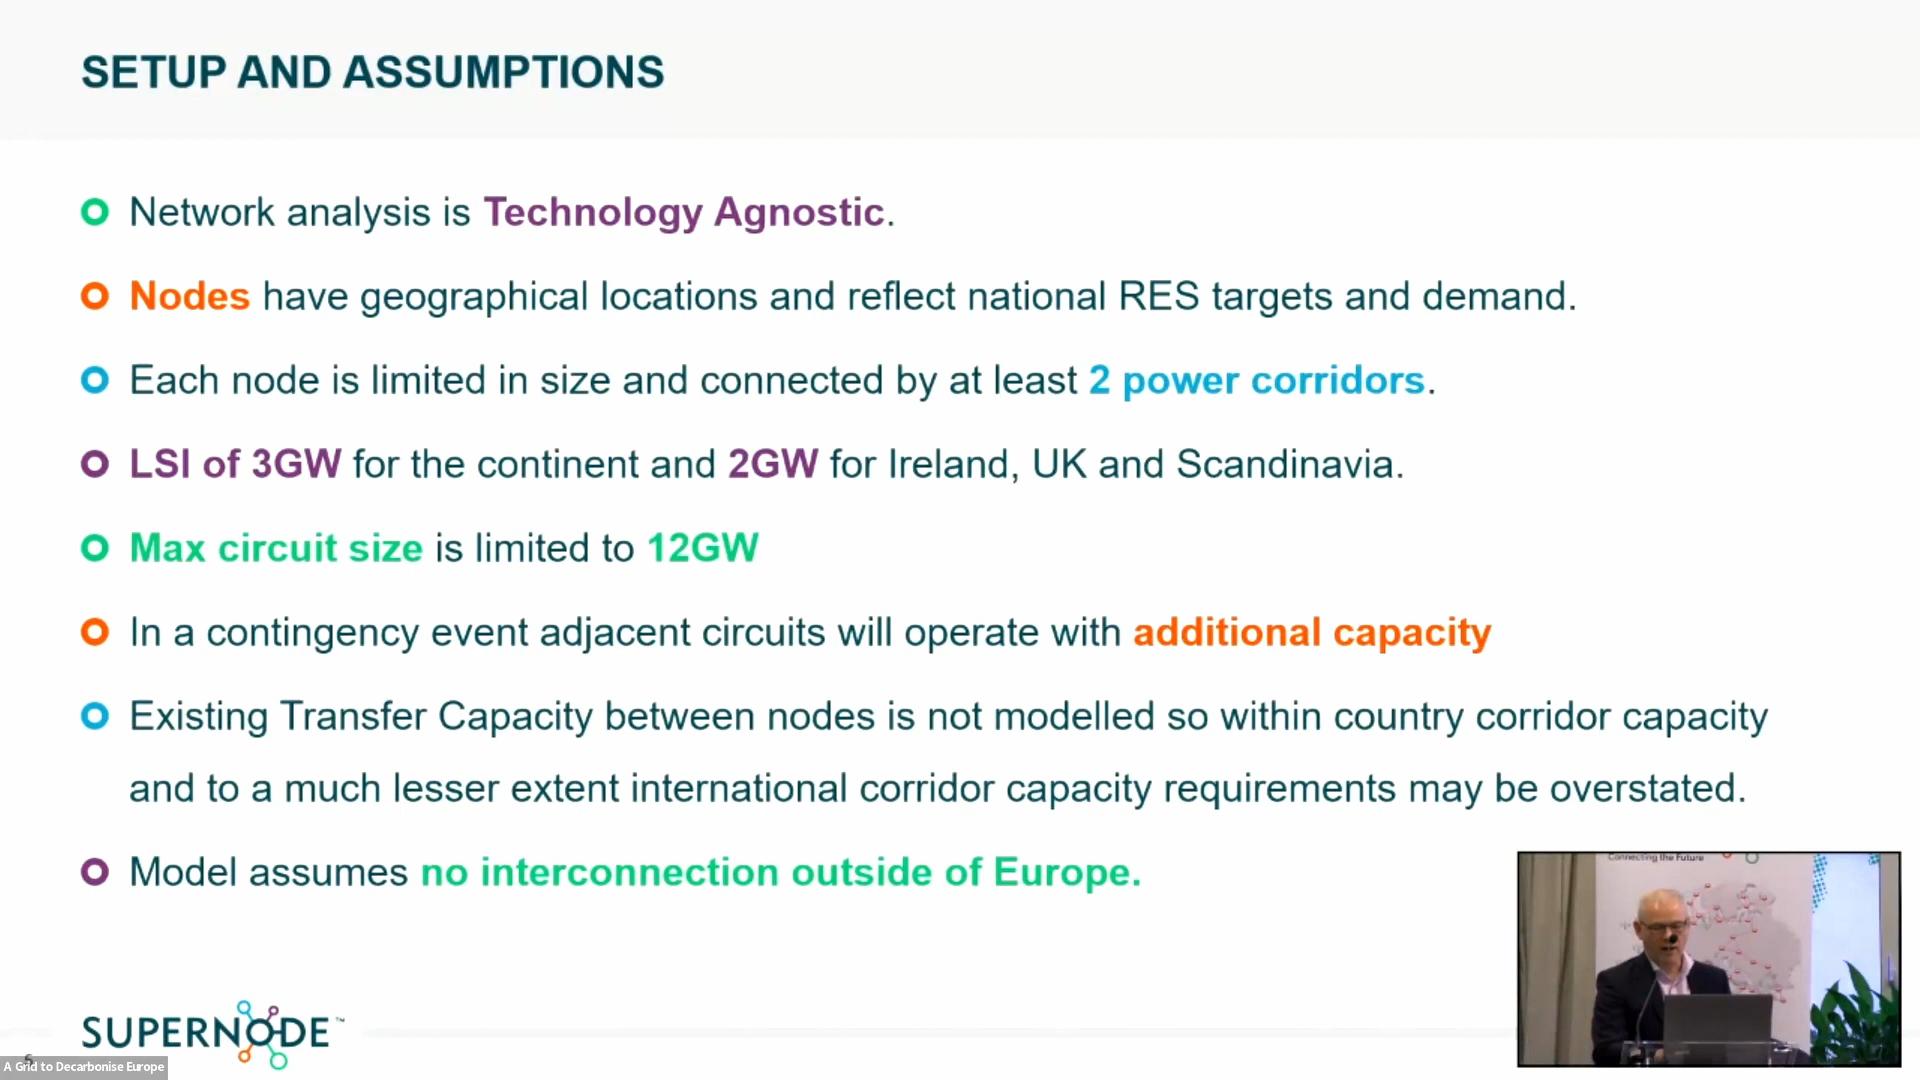 SETUP AND ASSUMPTIONS
Network analysis is Technology Agnostic.
Nodes have geographical locations and reflect national RES targets and demand.
Each node is limited in size and connected by at least 2 power corridors.
LSI of 3GW for the continent and 2GW for Ireland, UK and Scandinavia.
Max circuit size is limited to 12GW
In a contingency event adjacent circuits will operate with additional capacity
Existing Transfer Capacity between nodes is not modelled so within country corridor capacity
and to a much lesser extent international corridor capacity requirements may be overstated.
Model assumes no interconnection outside of Europe.
Connecting the Future
SUPERNODE™
A Grid to Decarbonise Europe